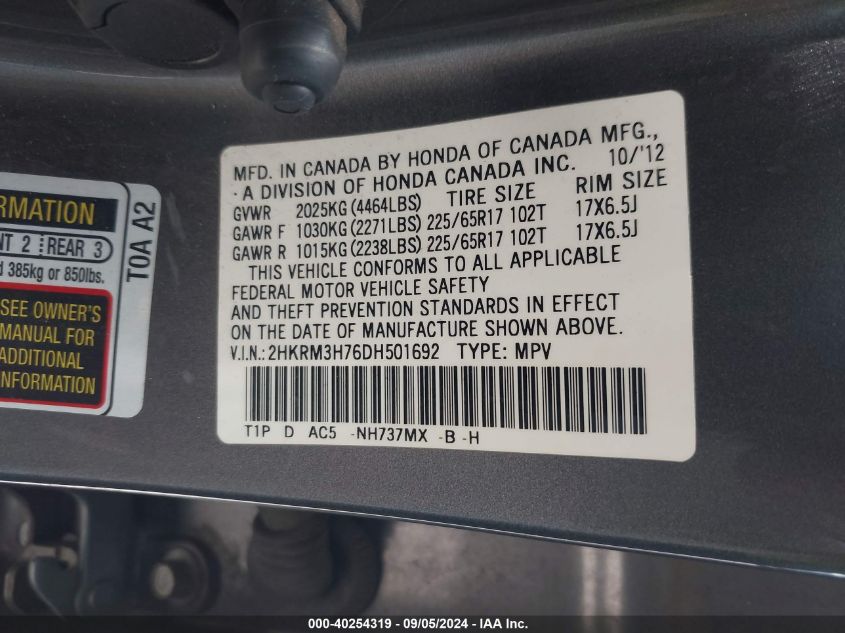 MFD. IN CANADA BY HONDA OF CANADA MFG.,
· A DIVISION OF HONDA CANADA INC. 10/'12
GVWR 2025KG (4464LBS) TIRE SIZE RIM SIZE
GAWR F 1030KG (2271LBS) 225/65R17 102T 17X6.5J
GAWR R 1015KG (2238LBS) 225/65R17 102T 17X6.5J
THIS VEHICLE CONFORMS TO ALL APPLICABLE
FEDERAL MOTOR VEHICLE SAFETY
AND THEFT PREVENTION STANDARDS IN EFFECT
ON THE DATE OF MANUFACTURE SHOWN ABOVE.
V.I.N.: 2HKRM3H76DH501692 TYPE: MPV
T1P D AC5 -NH737MX -B -H
RMATION
NT 2 REAR 3
d 385kg or 850lbs.
SEE OWNER'S
MANUAL FOR
ADDITIONAL
INFORMATION
T0A A2
000-40254319 - 09/05/2024 - IAA Inc.